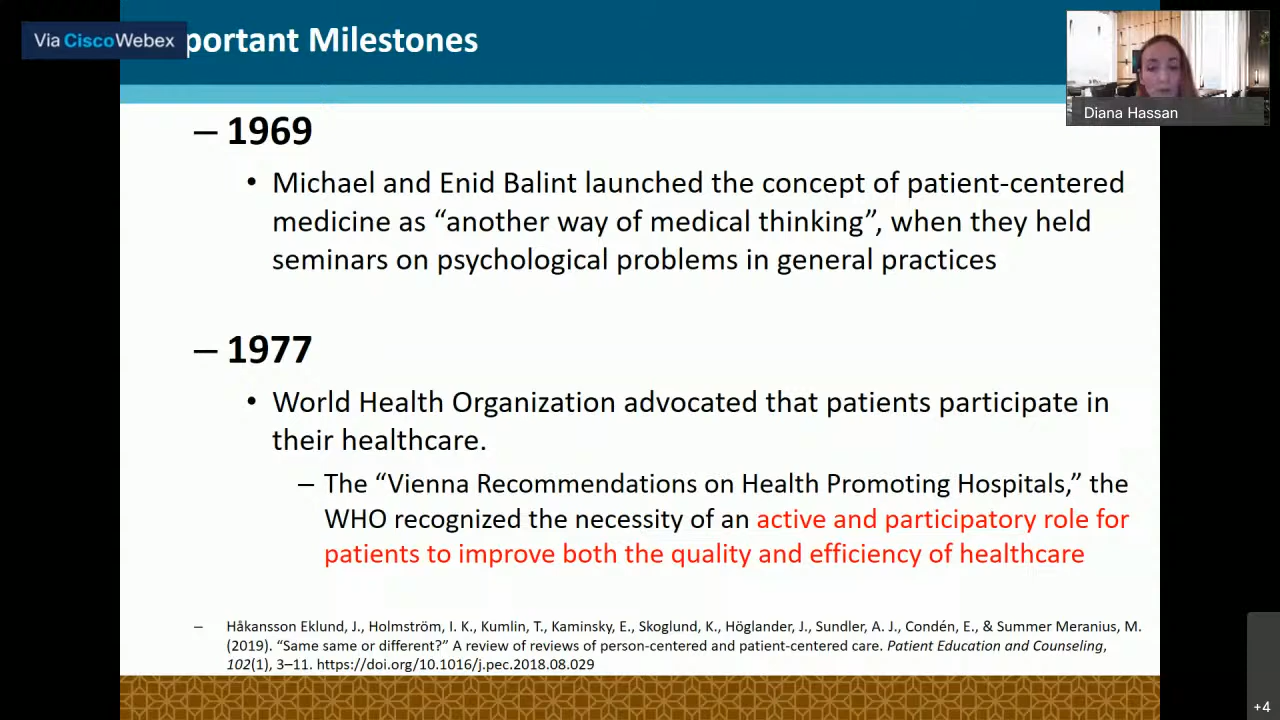 Via CiscoWebex
portant Milestones
Diana Hassan
– 1969
• Michael and Enid Balint launched the concept of patient-centered
medicine as “another way of medical thinking”, when they held
seminars on psychological problems in general practices
– 1977
• World Health Organization advocated that patients participate in
their healthcare.
– The “Vienna Recommendations on Health Promoting Hospitals,” the
WHO recognized the necessity of an active and participatory role for
patients to improve both the quality and efficiency of healthcare
– Håkansson Eklund, J., Holmström, I. K., Kumlin, T., Kaminsky, E., Skoglund, K., Höglander, J., Sundler, A. J., Condén, E., & Summer Meranius, M.
(2019). “Same same or different?” A review of reviews of person-centered and patient-centered care. Patient Education and Counseling,
102(1), 3–11. https://doi.org/10.1016/j.pec.2018.08.029
+4